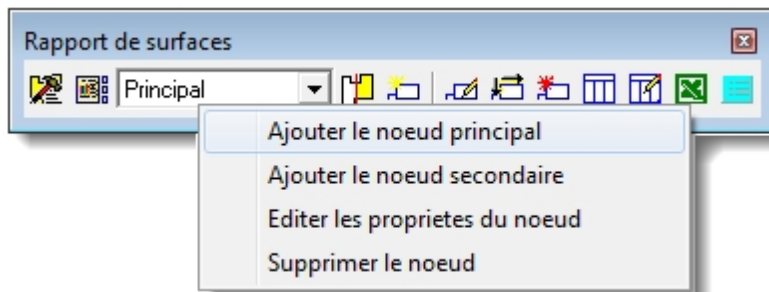 Rapport de surfaces
Principal
Ajouter le noeud principal
Ajouter le noeud secondaire
Editer les proprietes du noeud
Supprimer le noeud